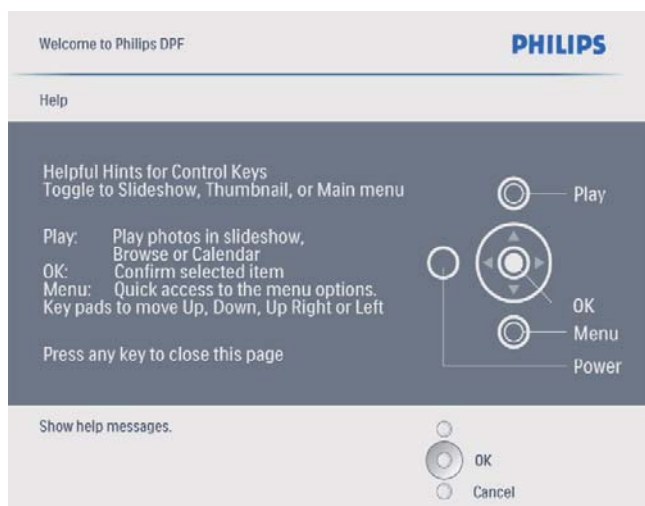 Welcome to Philips DPF
PHILIPS
Help
Helpful Hints for Control Keys
Toggle to Slideshow, Thumbnail, or Main menu
Play: Play photos in slideshow,
Browse or Calendar
OK: Confirm selected item
Menu: Quick access to the menu options.
Key pads to move Up, Down, Up Right or Left
Press any key to close this page
Play
OK
Menu
Power
Show help messages.
OK
Cancel